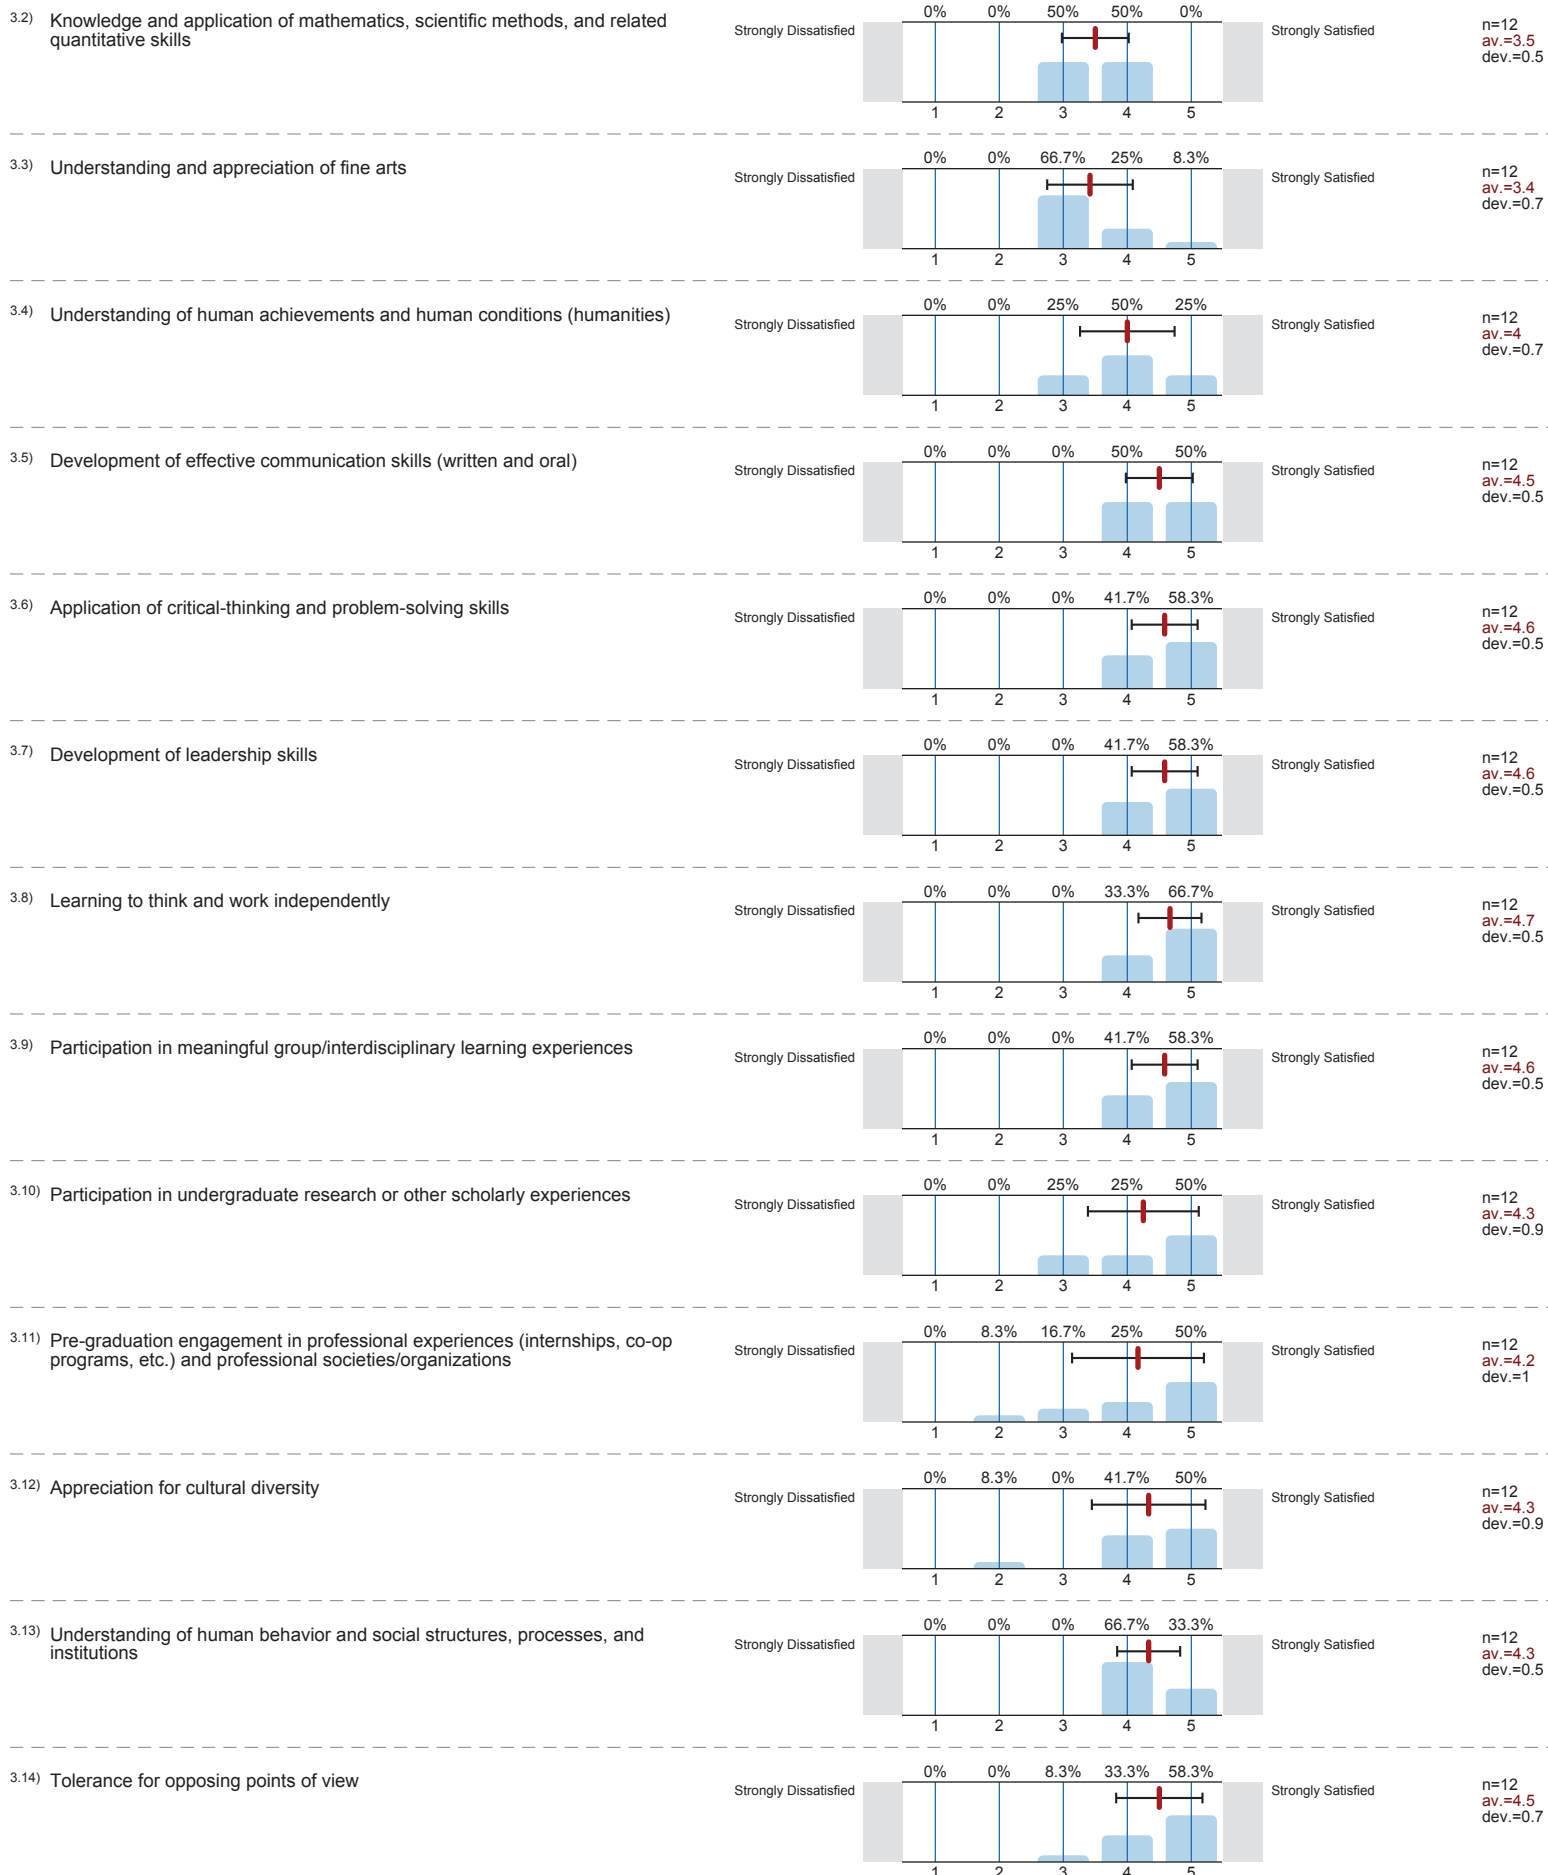 3.2) Knowledge and application of mathematics, scientific methods, and related
quantitative skills
0% 0% 50% 50% 0%
Strongly Dissatisfied
Strongly Satisfied
n=12
av.=3.5
dev.=0.5
1 2 3 4 5
3.3) Understanding and appreciation of fine arts
0% 0% 66.7% 25% 8.3%
Strongly Dissatisfied
Strongly Satisfied
n=12
av.=3.4
dev.=0.7
1 2 3 4 5
3.4) Understanding of human achievements and human conditions (humanities)
0% 0% 25% 50% 25%
Strongly Dissatisfied
Strongly Satisfied
n=12
av.=4
dev.=0.7
1 2 3 4 5
3.5) Development of effective communication skills (written and oral)
0% 0% 0% 50% 50%
Strongly Dissatisfied
Strongly Satisfied
n=12
av.=4.5
dev.=0.5
1 2 3 4 5
3.6) Application of critical-thinking and problem-solving skills
0% 0% 0% 41.7% 58.3%
Strongly Dissatisfied
Strongly Satisfied
n=12
av.=4.6
dev.=0.5
1 2 3 4 5
3.7) Development of leadership skills
0% 0% 0% 41.7% 58.3%
Strongly Dissatisfied
Strongly Satisfied
n=12
av.=4.6
dev.=0.5
1 2 3 4 5
3.8) Learning to think and work independently
0% 0% 0% 33.3% 66.7%
Strongly Dissatisfied
Strongly Satisfied
n=12
av.=4.7
dev.=0.5
1 2 3 4 5
3.9) Participation in meaningful group/interdisciplinary learning experiences
0% 0% 0% 41.7% 58.3%
Strongly Dissatisfied
Strongly Satisfied
n=12
av.=4.6
dev.=0.5
1 2 3 4 5
3.10) Participation in undergraduate research or other scholarly experiences
0% 0% 25% 25% 50%
Strongly Dissatisfied
Strongly Satisfied
n=12
av.=4.3
dev.=0.9
1 2 3 4 5
3.11) Pre-graduation engagement in professional experiences (internships, co-op
programs, etc.) and professional societies/organizations
0% 8.3% 16.7% 25% 50%
Strongly Dissatisfied
Strongly Satisfied
n=12
av.=4.2
dev.=1
1 2 3 4 5
3.12) Appreciation for cultural diversity
0% 8.3% 0% 41.7% 50%
Strongly Dissatisfied
Strongly Satisfied
n=12
av.=4.3
dev.=0.9
1 2 3 4 5
3.13) Understanding of human behavior and social structures, processes, and
institutions
0% 0% 0% 66.7% 33.3%
Strongly Dissatisfied
Strongly Satisfied
n=12
av.=4.3
dev.=0.5
1 2 3 4 5
3.14) Tolerance for opposing points of view
0% 0% 8.3% 33.3% 58.3%
Strongly Dissatisfied
Strongly Satisfied
n=12
av.=4.5
dev.=0.7
1 2 3 4 5